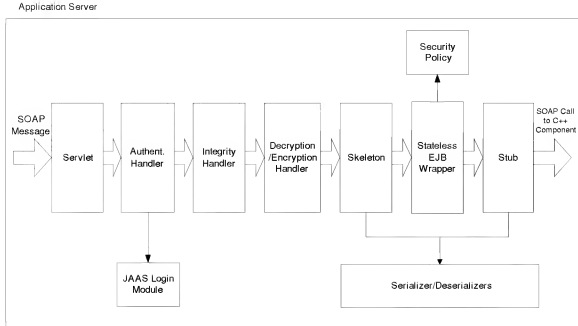 Application Server
Security
Policy
SOAP
Message
SOAP Call
to C++
Component
Servlet
Authent.
Handler
Integrity
Handler
Decryption
/Encryption
Handler
Skeleton
Stateless
EJB
Wrapper
Stub
JAAS Login
Module
Serializer/Deserializers